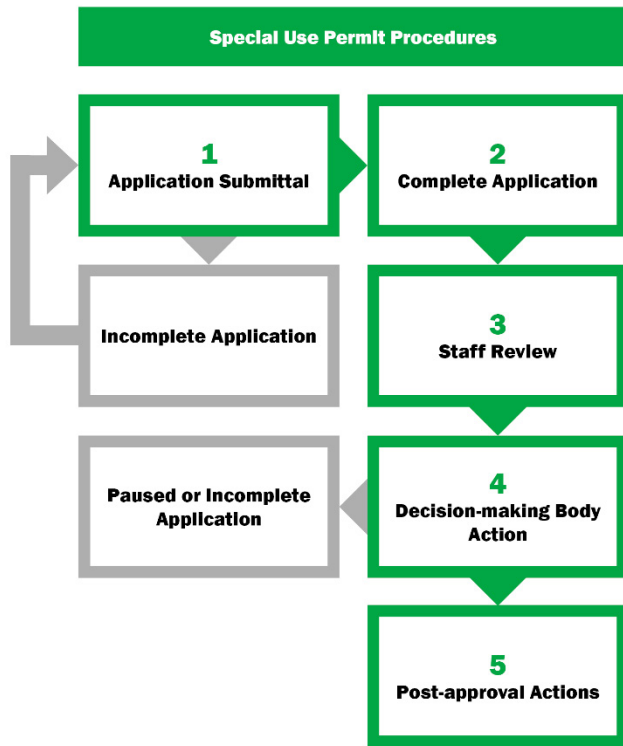 Special Use Permit Procedures
1
Application Submittal
2
Complete Application
Incomplete Application
3
Staff Review
Paused or Incomplete
Application
4
Decision-making Body
Action
5
Post-approval Actions